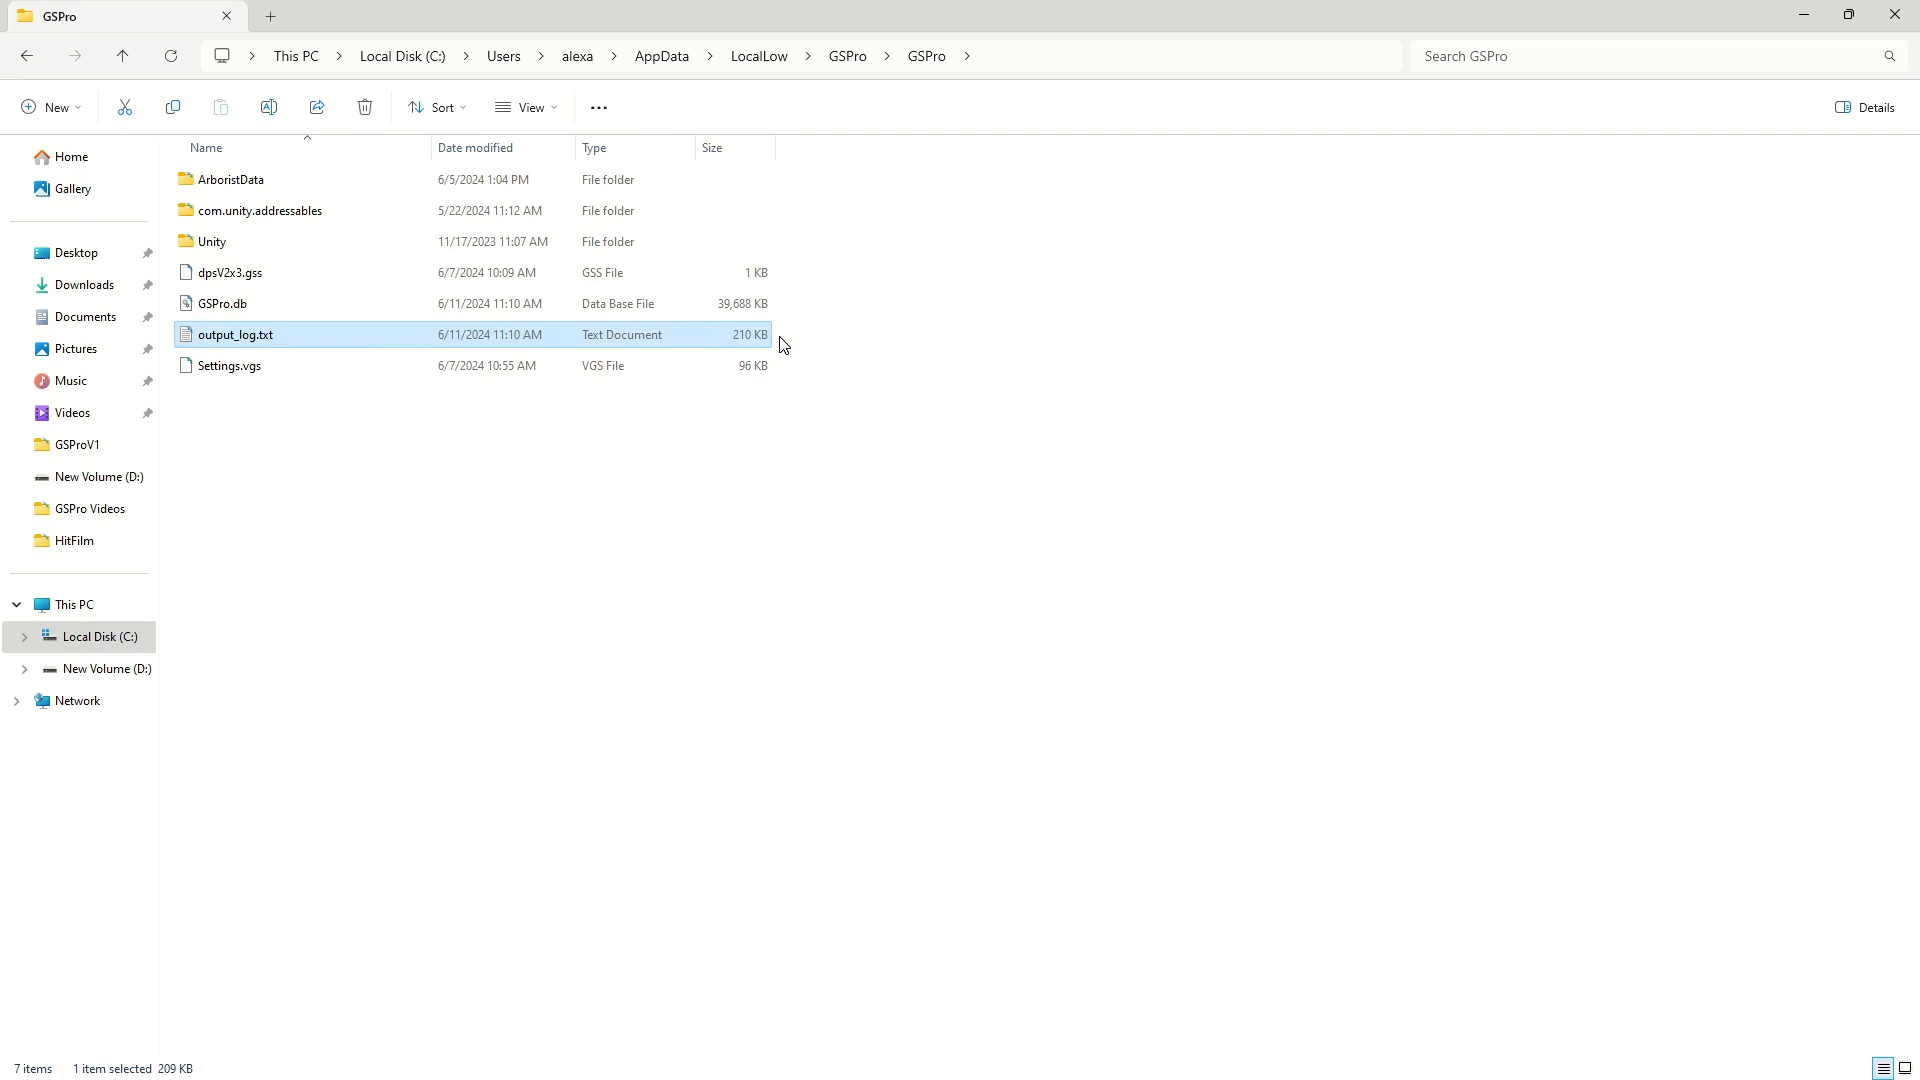 GSPro
This PC > Local Disk (C:) > Users > alexa > AppData > LocalLow > GSPro > GSPro >
Search GSPro
New
Sort
View
Details
Name Date modified Type Size
Home
Gallery
Desktop
Downloads
Documents
Pictures
Music
Videos
GSProV1
New Volume (D:)
GSPro Videos
HitFilm
This PC
Local Disk (C:)
New Volume (D:)
Network
ArboristData 6/5/2024 1:04 PM File folder
com.unity.addressables 5/22/2024 11:12 AM File folder
Unity 11/17/2023 11:07 AM File folder
dpsV2x3.gss 6/7/2024 10:09 AM GSS File 1 KB
GSPro.db 6/11/2024 11:10 AM Data Base File 39,688 KB
output_log.txt 6/11/2024 11:10 AM Text Document 210 KB
Settings.vgs 6/7/2024 10:55 AM VGS File 96 KB
7 items 1 item selected 209 KB